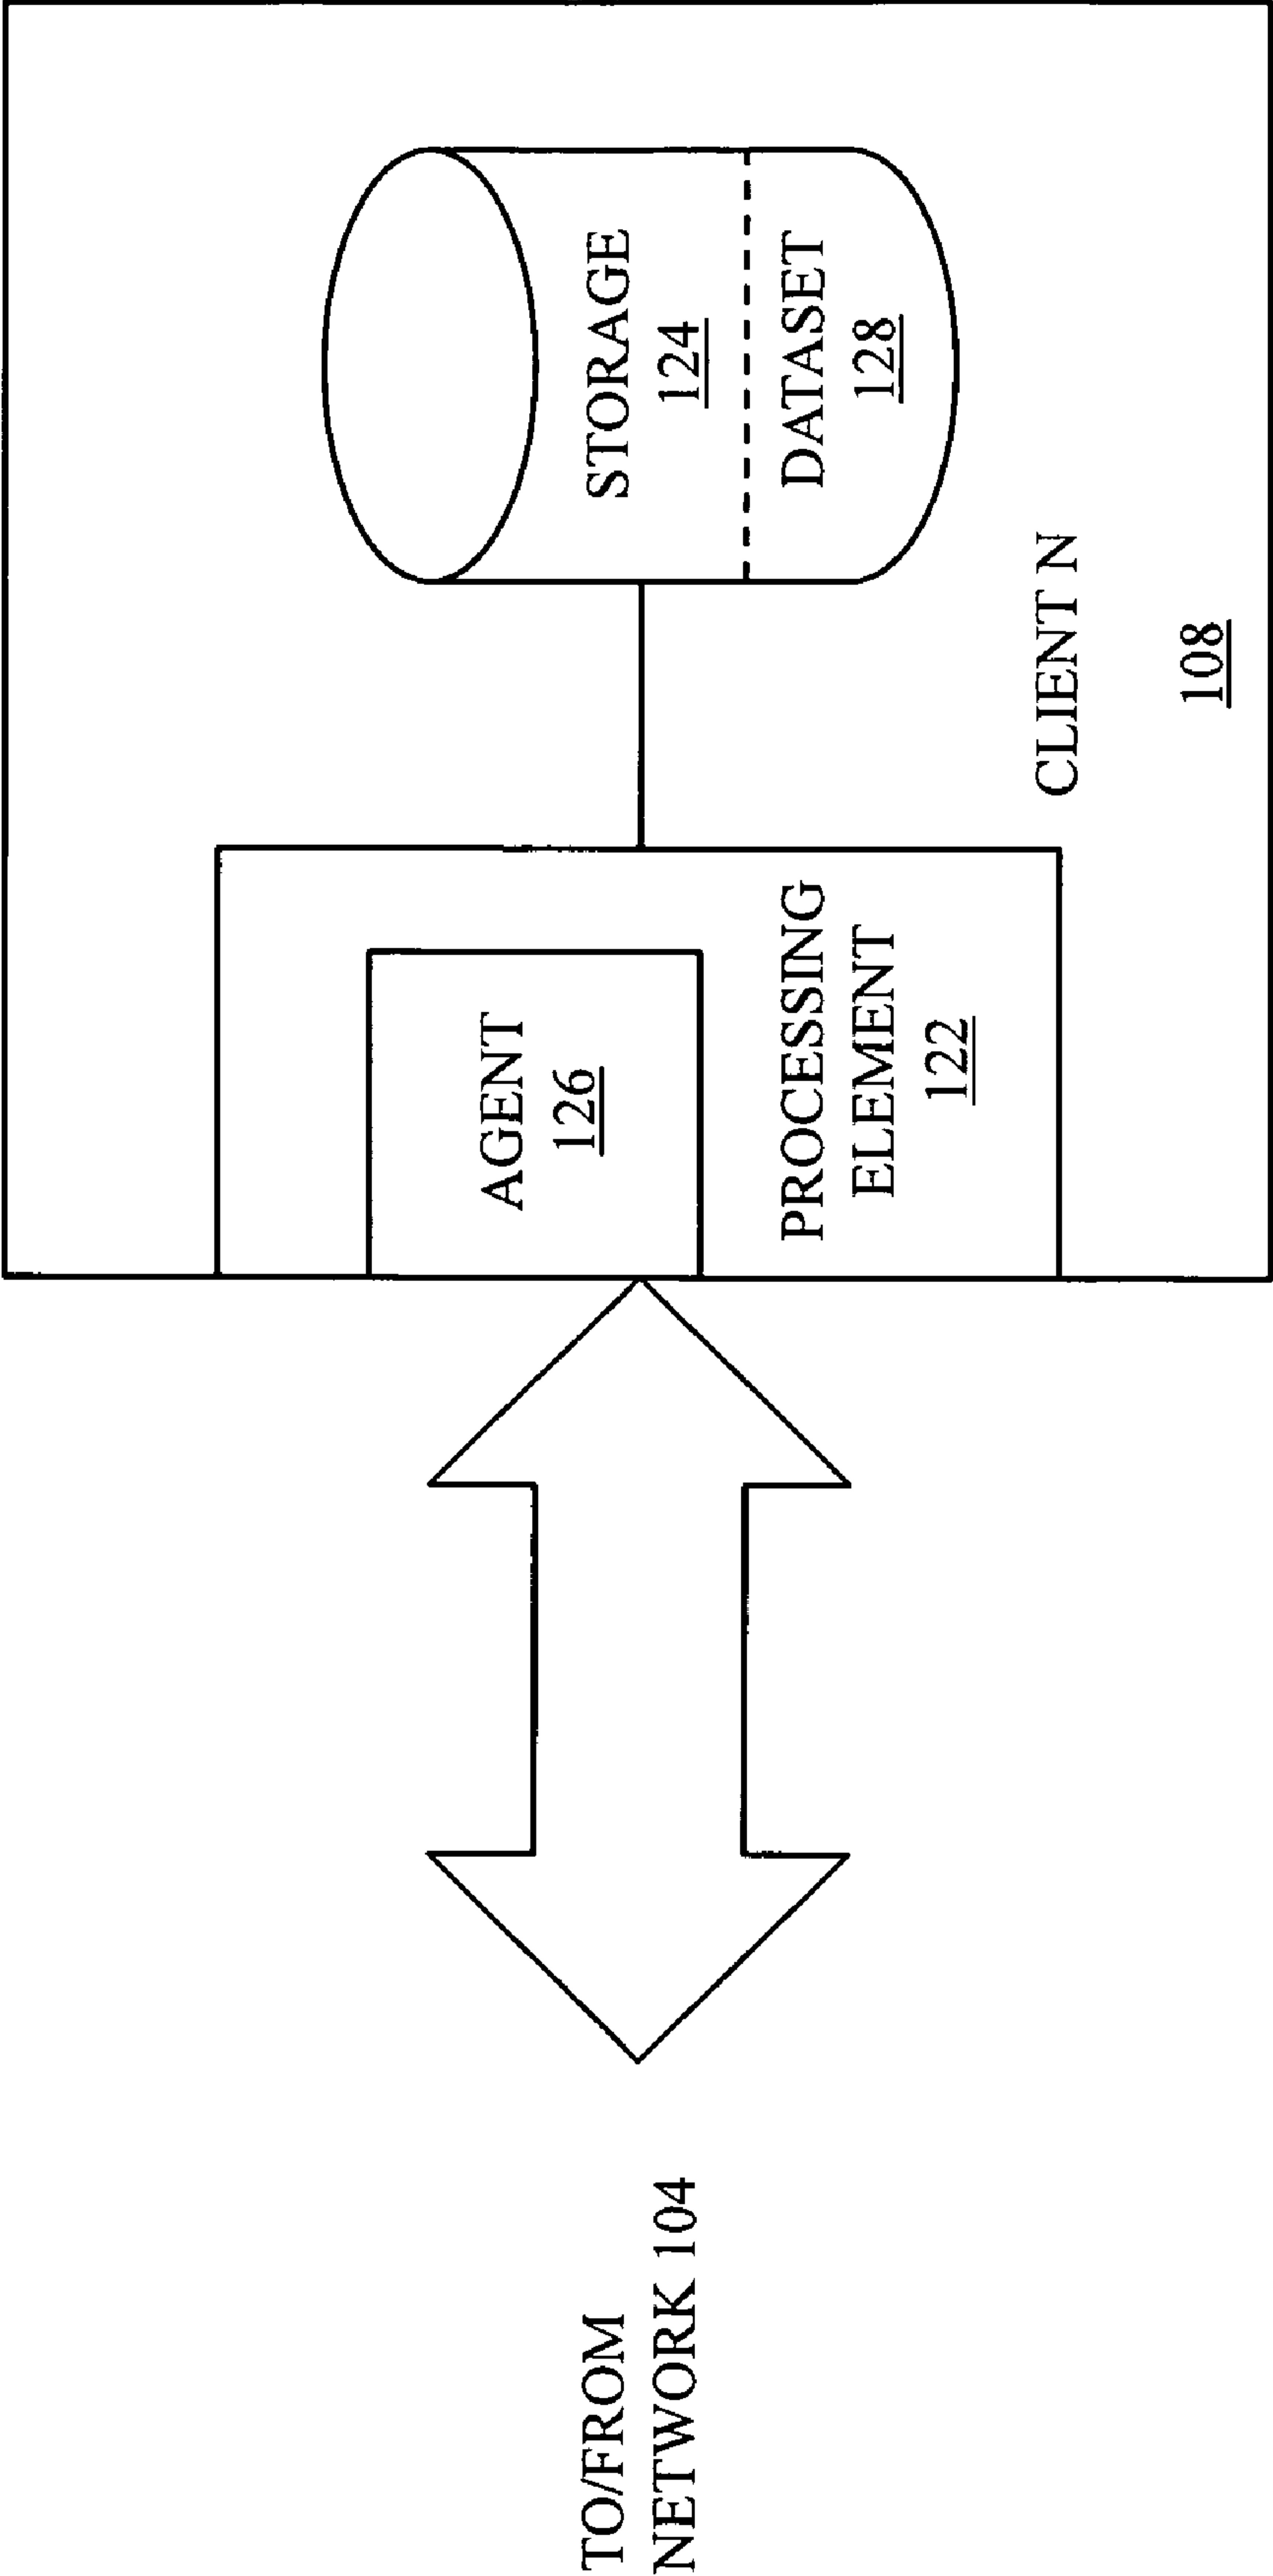 TO/FROM
NETWORK 104
AGENT
126
PROCESSING
ELEMENT
122
STORAGE
124
DATASET
128
CLIENT N
108